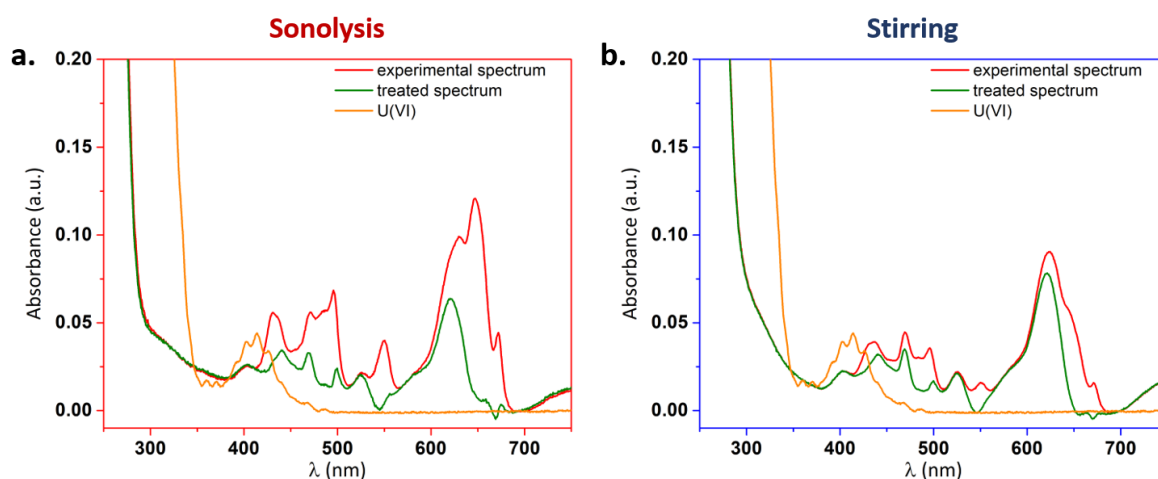 Sonolysis
a.
experimental spectrum
treated spectrum
U(VI)
0.20
0.15
0.10
0.05
0.00
Absorbance (a.u.)
300 400 500 600 700
λ (nm)
Stirring
b.
experimental spectrum
treated spectrum
U(VI)
0.20
0.15
0.10
0.05
0.00
Absorbance (a.u.)
300 400 500 600 700
λ (nm)